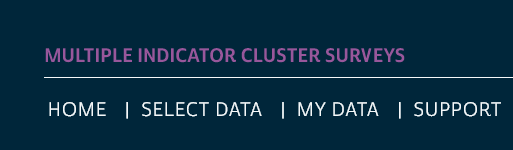 MULTIPLE INDICATOR CLUSTER SURVEYS
HOME | SELECT DATA | MY DATA | SUPPORT